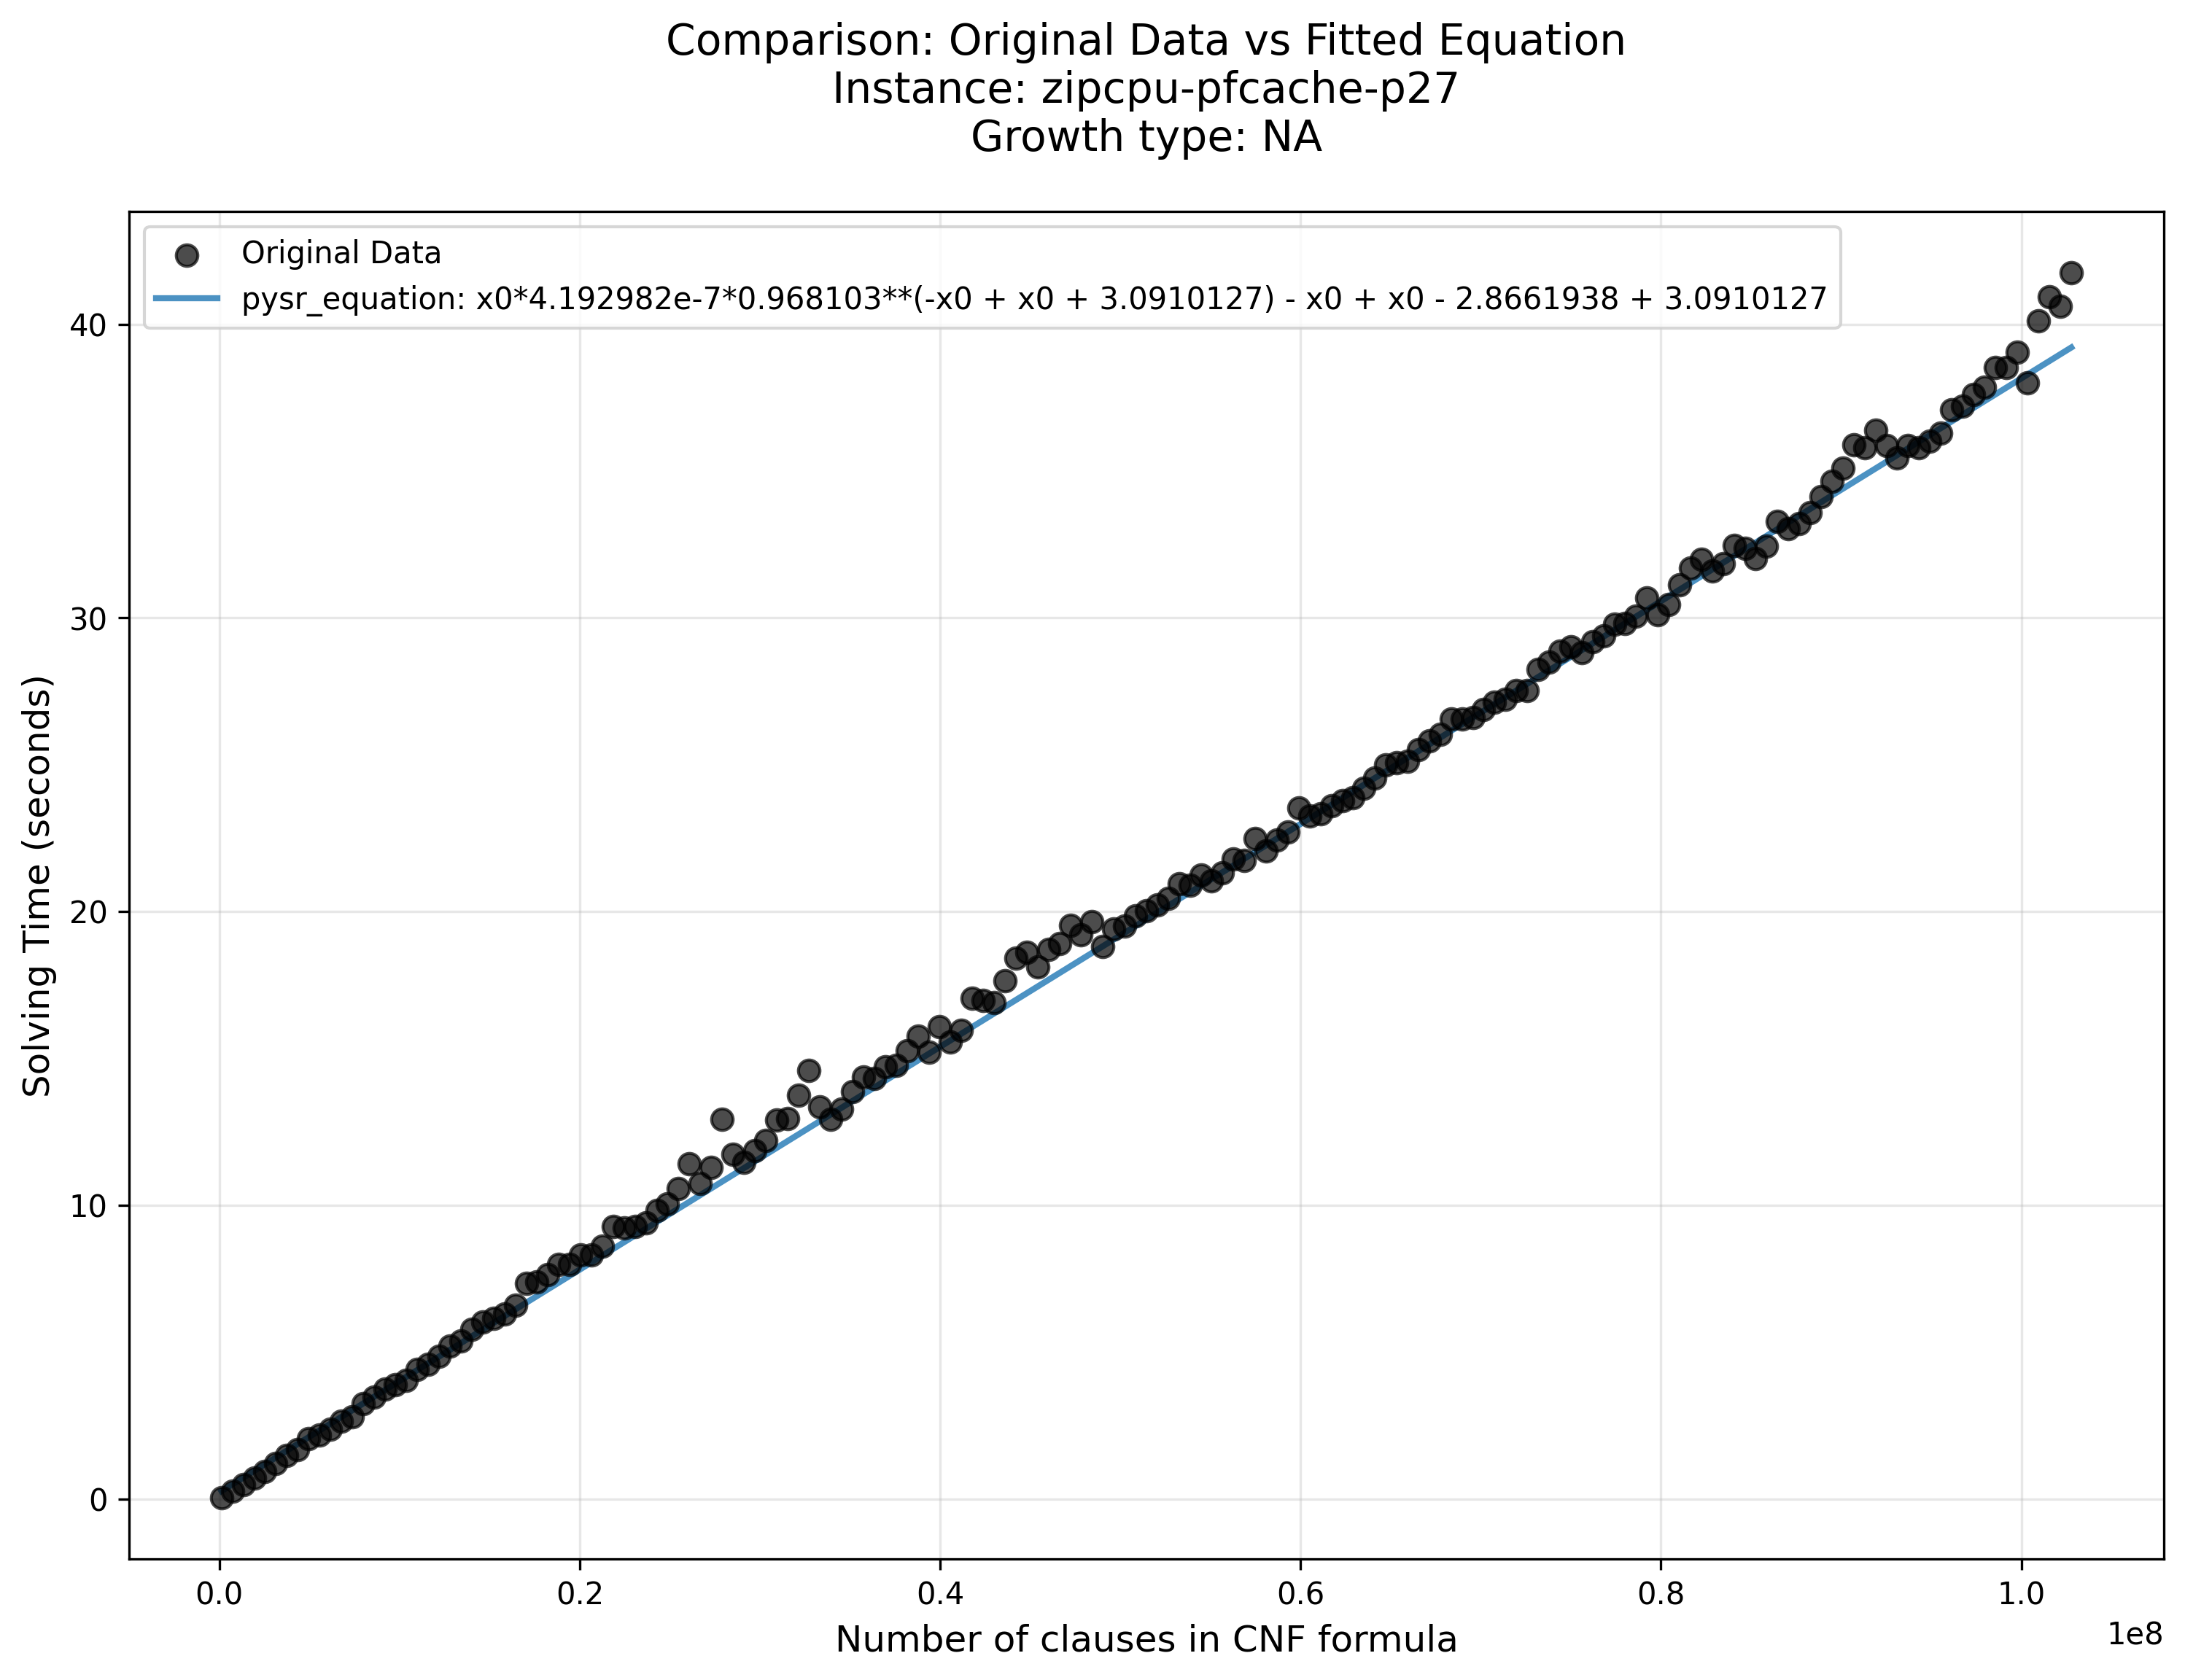 Comparison: Original Data vs Fitted Equation
Instance: zipcpu-pfcache-p27
Growth type: NA
Original Data
pysr_equation: x0*4.192982e-7*0.968103**(-x0 + x0 + 3.0910127) - x0 + x0 - 2.8661938 + 3.0910127
40
30
20
10
0
Solving Time (seconds)
0.0 0.2 0.4 0.6 0.8 1.0
1e8
Number of clauses in CNF formula